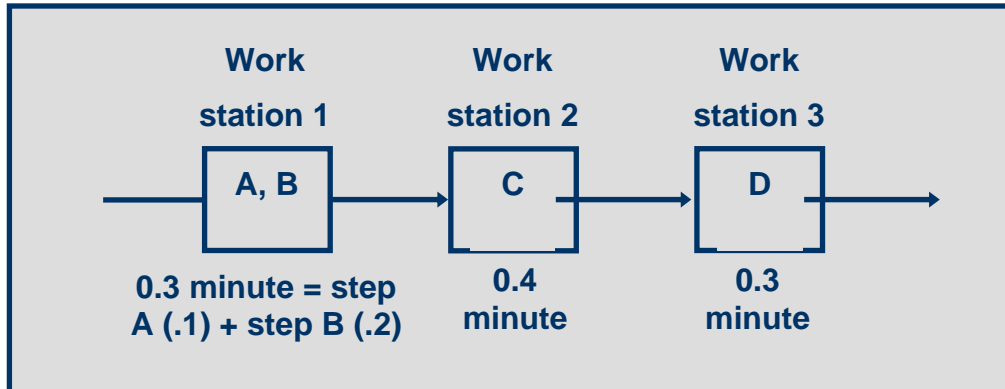 Work
station 1
Work
station 2
Work
station 3
A, B
C
D
0.3 minute = step
A (.1) + step B (.2)
0.4
minute
0.3
minute